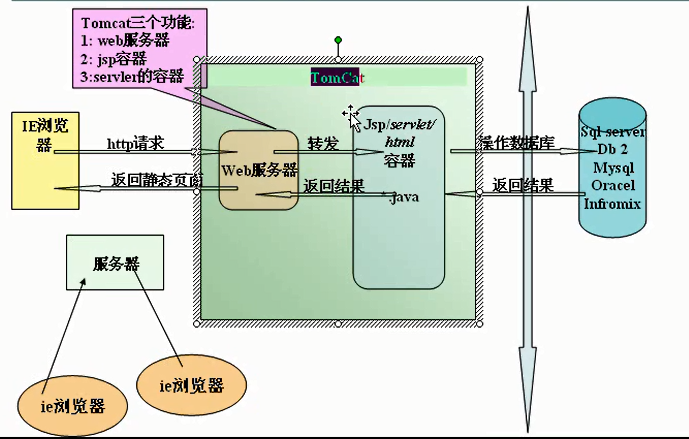 Tomcat三个功能:
1: web服务器
2: jsp容器
3:servler的容器
TomCat
IE浏览
器
http请求
返回静态页面
Web服务器
转发
返回结果
Jsp/servlet/
html
容器
*.java
操作数据库
返回结果
Sql server
Db 2
Mysql
Oracel
Infromix
服务器
ie浏览器
ie浏览器